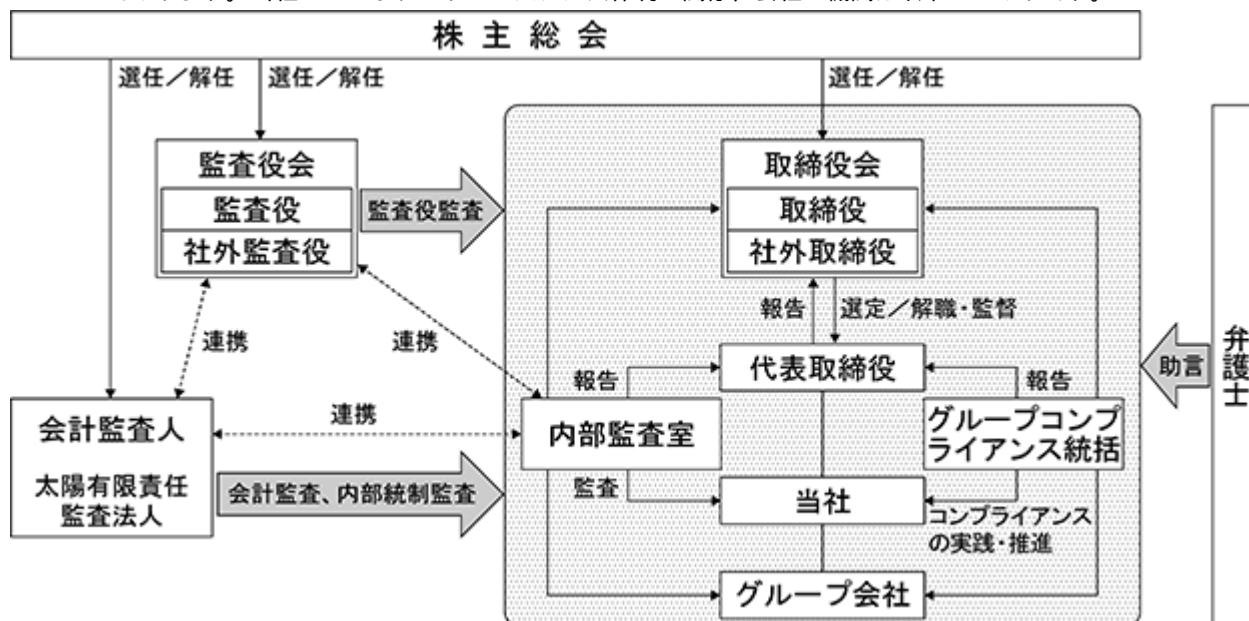 株主総会
選任／解任
選任／解任
選任／解任
監査役会
監査役
社外監査役
監査役監査
取締役会
取締役
社外取締役
報告
選定／解職・監督
連携
連携
代表取締役
助言
弁護士
報告
報告
会計監査人
太陽有限責任
監査法人
連携
内部監査室
グループコンプ
ライアンス統括
会計監査、内部統制監査
監査
当社
コンプライアンス
の実践・推進
グループ会社